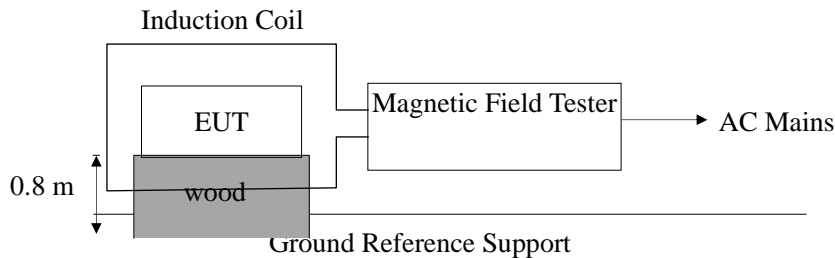 Induction Coil
EUT
Magnetic Field Tester
AC Mains
0.8 m
wood
Ground Reference Support